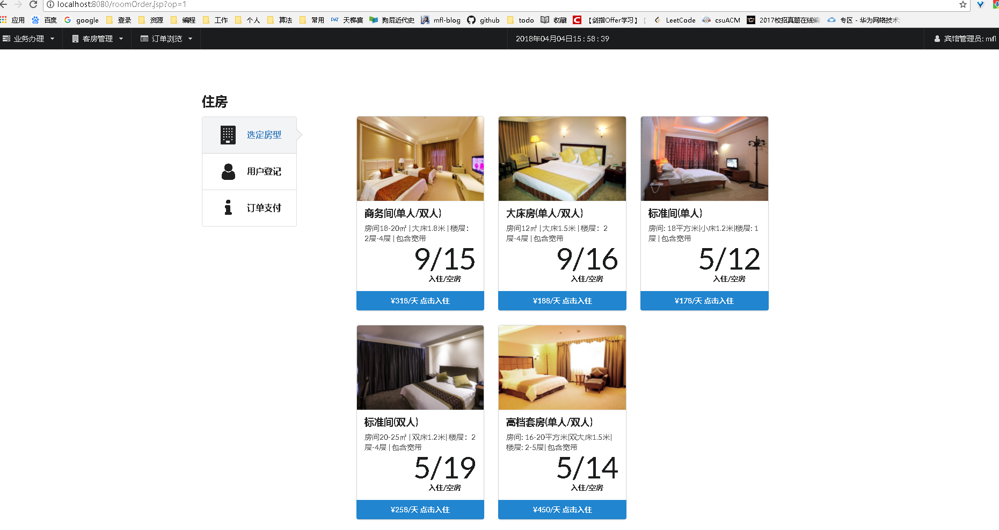 localhost:8080/roomOrder.jsp?op=1
应用 百度 google 登录 资源 编程 工作 个人 算法 常用 PAT 天梯赛 狗屁近代史 mfl-blog github todo 收藏 C 【剑指Offer学习】 LeetCode csuACM 2017校招真题在线编 专区 - 华为网络技术
业务办理 客房管理 订单浏览 2018年04月04日15 : 58 : 39 宾馆管理员: mfl
住房
选定房型
用户登记
订单支付
商务间(单人/双人)
房间18-20㎡ | 大床1.8米 | 楼层：
2层-4层 | 包含宽带
9/15
入住/空房
¥318/天 点击入住
大床房(单人/双人)
房间12㎡ | 大床1.5米 | 楼层：2
层-4层 | 包含宽带
9/16
入住/空房
¥188/天 点击入住
标准间(单人)
房间: 18平方米|小床1.2米|楼层: 1
层 | 包含宽带
5/12
入住/空房
¥178/天 点击入住
标准间(双人)
房间20-25㎡ | 双床1.2米| 楼层：2
层-4层 | 包含宽带
5/19
入住/空房
¥258/天 点击入住
高档套房(单人/双人)
房间: 16-20平方米|双大床1.5米|
楼层: 2-5层| 包含宽带
5/14
入住/空房
¥450/天 点击入住